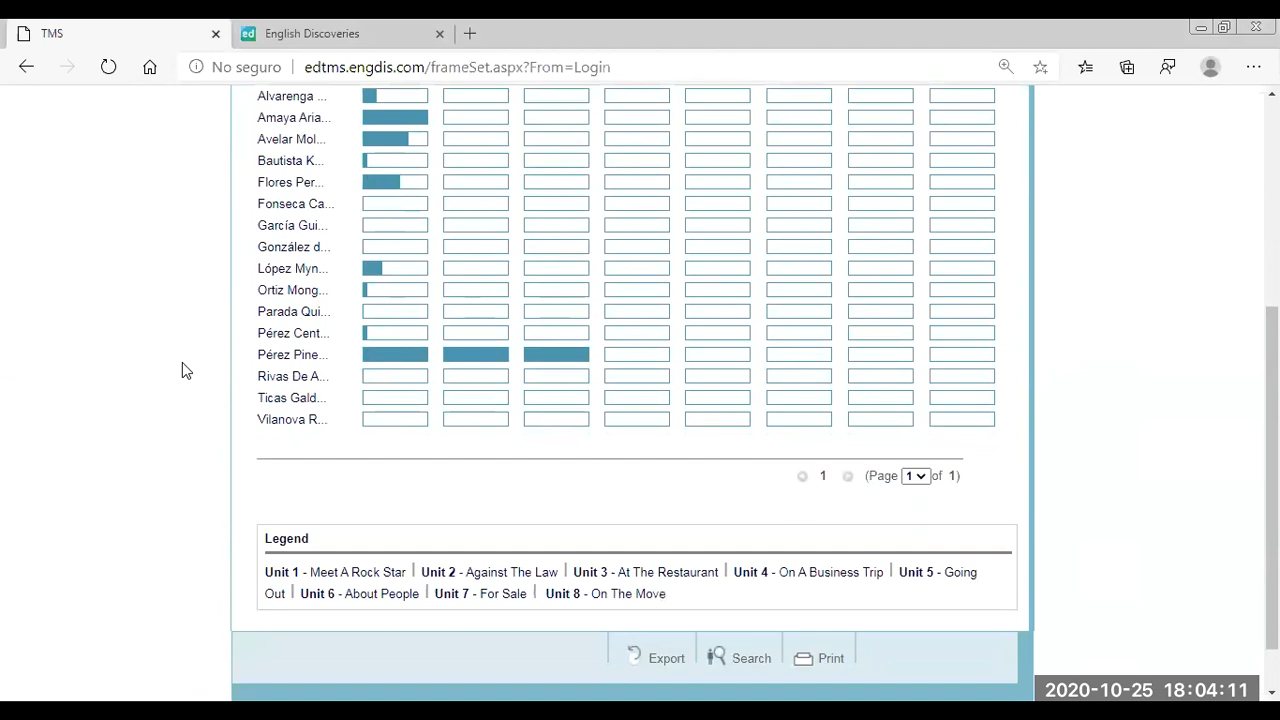 TMS
English Discoveries
No seguro
edtms.engdis.com/frameSet.aspx?From=Login
Alvarenga ...
Amaya Aria...
Avelar Mol...
Bautista K...
Flores Per...
Fonseca Ca...
García Gui...
González d...
López Myn...
Ortiz Mong...
Parada Qui...
Pérez Cent...
Pérez Pine...
Rivas De A...
Ticas Gald...
Vilanova R...
1 (Page 1 of 1)
Legend
Unit 1 - Meet A Rock Star | Unit 2 - Against The Law | Unit 3 - At The Restaurant | Unit 4 - On A Business Trip | Unit 5 - Going
Out | Unit 6 - About People | Unit 7 - For Sale | Unit 8 - On The Move
Export Search Print
2020-10-25 18:04:11